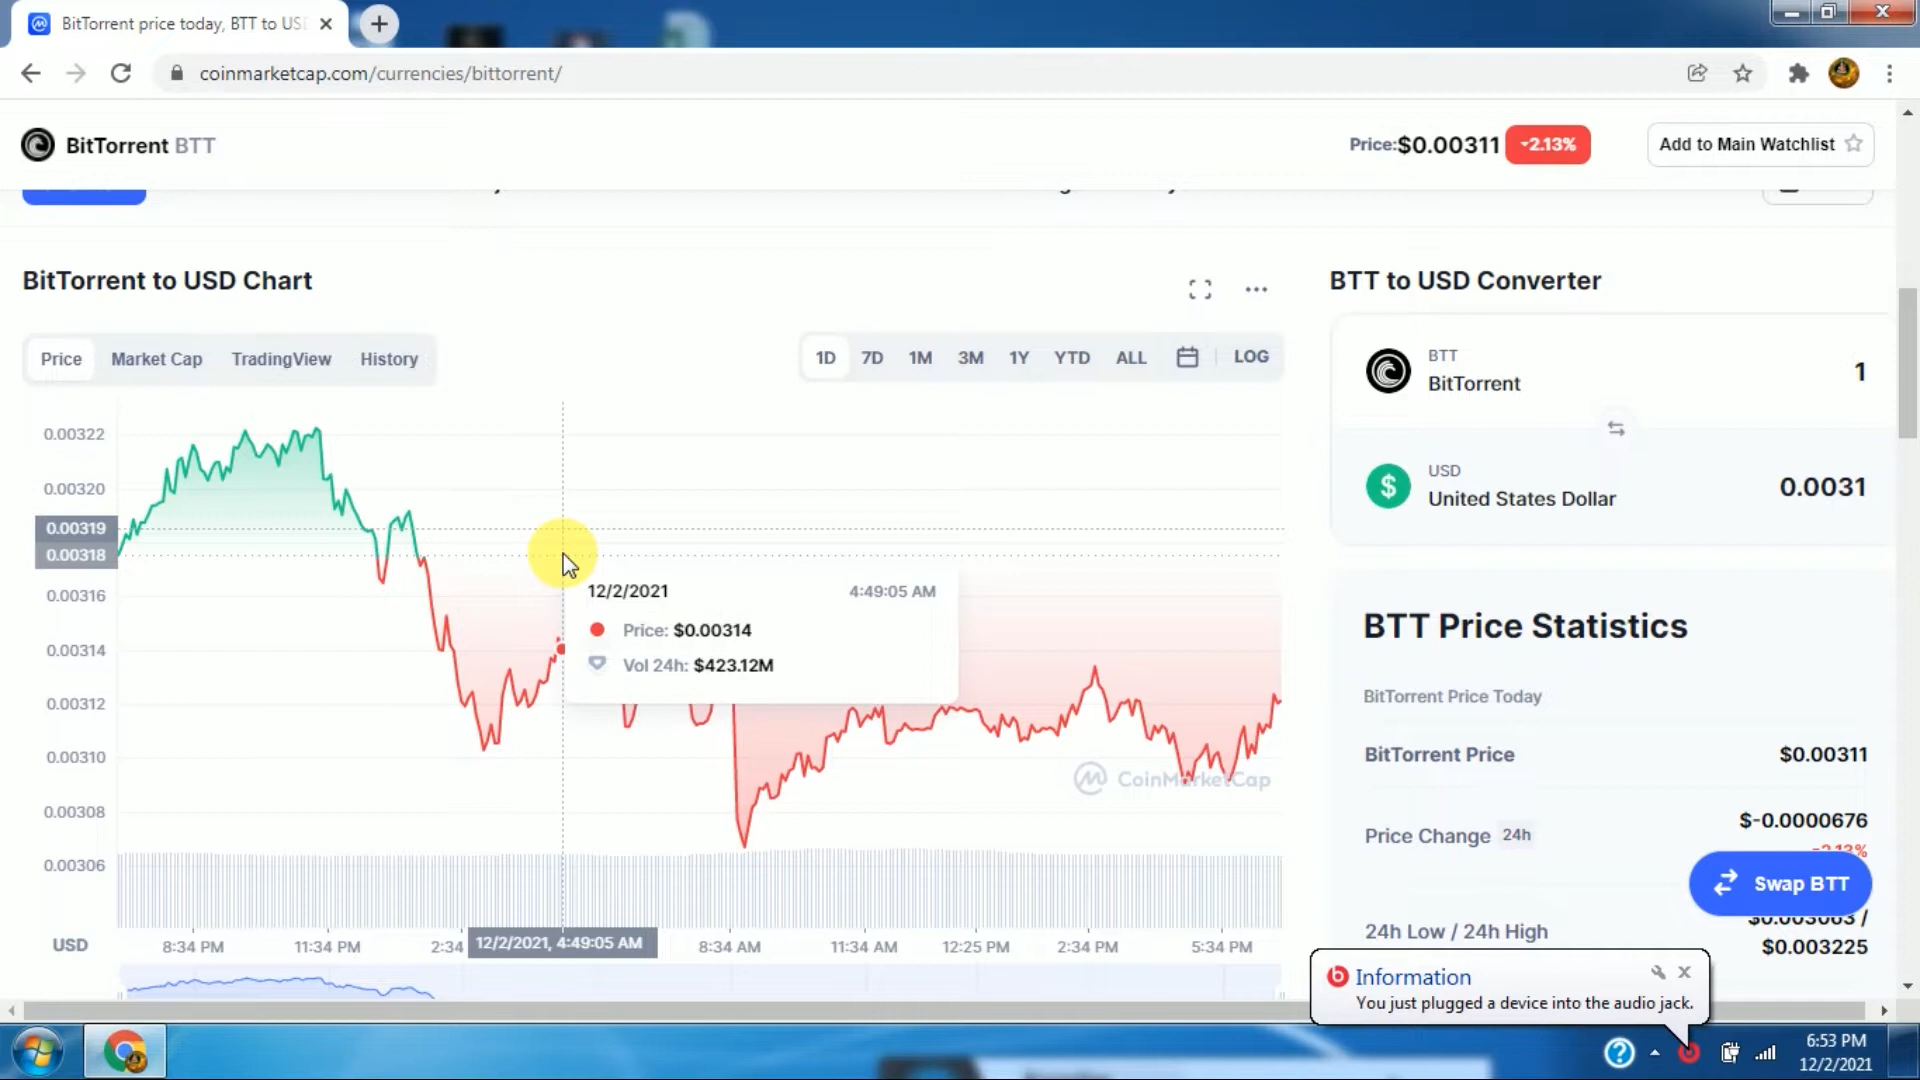 BitTorrent price today, BTT to US
coinmarketcap.com/currencies/bittorrent/
BitTorrent BTT
Price:$0.00311
-2.13%
Add to Main Watchlist
BitTorrent to USD Chart
BTT to USD Converter
Price Market Cap TradingView History
1D 7D 1M 3M 1Y YTD ALL LOG
BTT
BitTorrent
1
USD
United States Dollar
0.0031
0.00322
0.00320
0.00319
0.00318
0.00316
0.00314
0.00312
0.00310
0.00308
0.00306
12/2/2021 4:49:05 AM
Price: $0.00314
Vol 24h: $423.12M
CoinMarketCap
USD
8:34 PM 11:34 PM 2:34 12/2/2021, 4:49:05 AM 8:34 AM 11:34 AM 12:25 PM 2:34 PM 5:34 PM
BTT Price Statistics
BitTorrent Price Today
BitTorrent Price $0.00311
Price Change 24h $-0.0000676
-2.13%
Swap BTT
24h Low / 24h High $0.003063 /
$0.003225
Information
You just plugged a device into the audio jack.
6:53 PM
12/2/2021